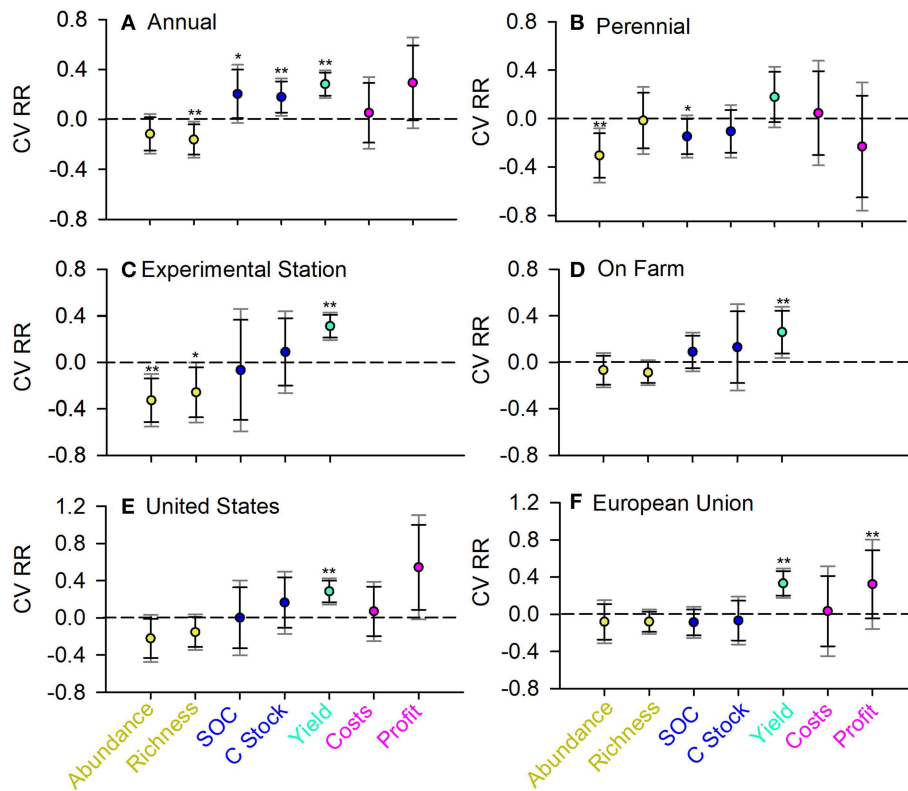 A Annual
B Perennial
CV RR
0.8
0.4
0.0
-0.4
-0.8
*
**
**
**
CV RR
0.8
0.4
0.0
-0.4
-0.8
**
*
C Experimental Station
D On Farm
CV RR
0.8
0.4
0.0
-0.4
-0.8
**
*
**
CV RR
0.8
0.4
0.0
-0.4
-0.8
**
E United States
F European Union
CV RR
1.2
0.8
0.4
0.0
-0.4
-0.8
**
CV RR
1.2
0.8
0.4
0.0
-0.4
-0.8
**
**
Abundance
Richness
SOC
C Stock
Yield
Costs
Profit
Abundance
Richness
SOC
C Stock
Yield
Costs
Profit